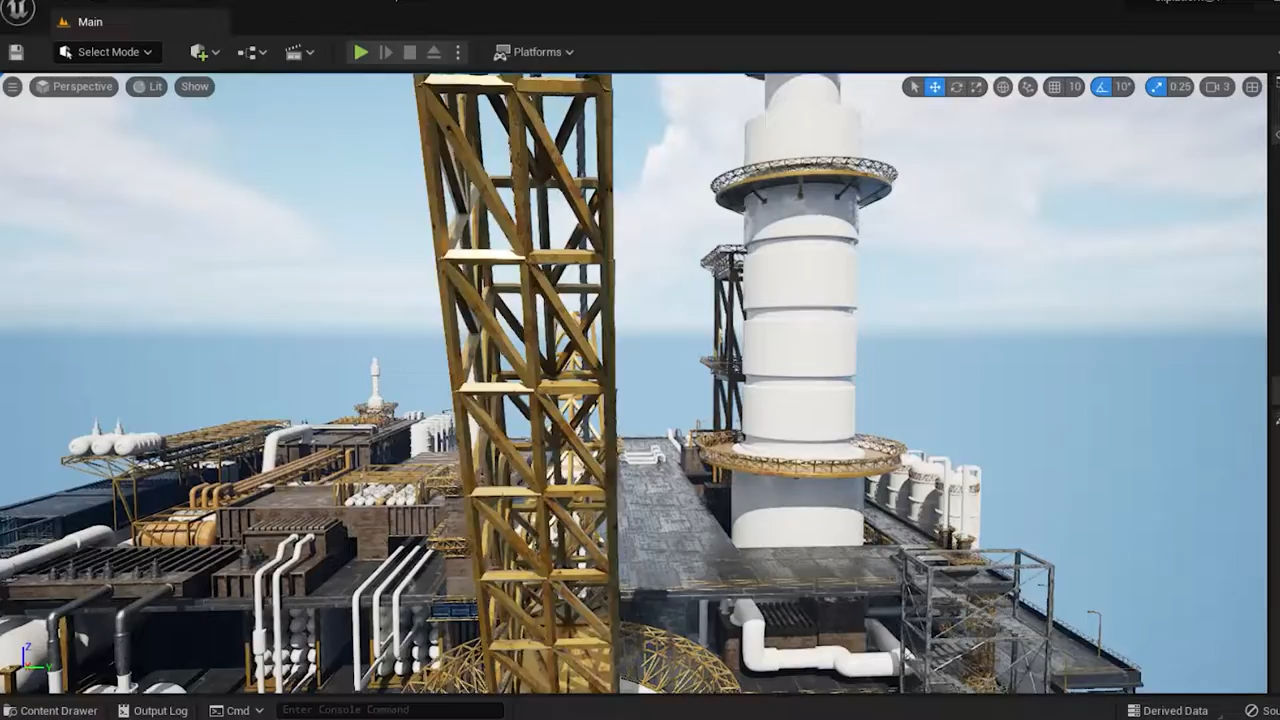 Main
Select Mode
Platforms
Perspective
Lit
Show
10
10°
0.25
3
Z
Y
Content Drawer
Output Log
Cmd
Enter Console Command
Derived Data